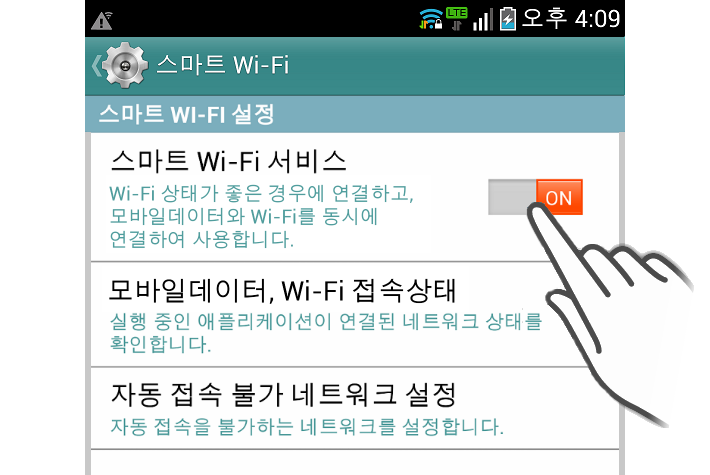 LTE 오후 4:09
스마트 Wi-Fi
스마트 WI-FI 설정
스마트 Wi-Fi 서비스
Wi-Fi 상태가 좋은 경우에 연결하고,
모바일데이터와 Wi-Fi를 동시에
연결하여 사용합니다.
ON
모바일데이터, Wi-Fi 접속상태
실행 중인 애플리케이션이 연결된 네트워크 상태를
확인합니다.
자동 접속 불가 네트워크 설정
자동 접속을 불가하는 네트워크를 설정합니다.